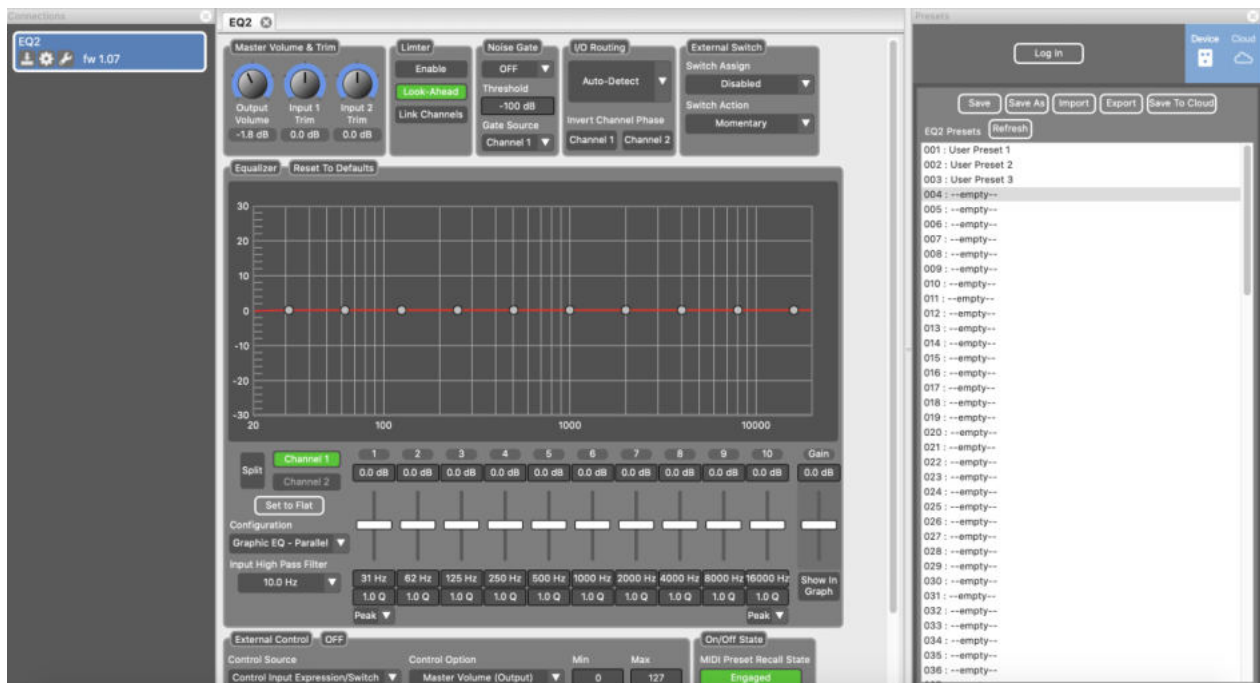 Connections
EQ2
fw 1.07
EQ2
Master Volume & Trim
Output Volume
Input 1 Trim
Input 2 Trim
-1.8 dB
0.0 dB
0.0 dB
Limter
Enable
Look-Ahead
Link Channels
Noise Gate
OFF
Threshold
-100 dB
Gate Source
Channel 1
I/O Routing
Auto-Detect
Invert Channel Phase
Channel 1
Channel 2
External Switch
Switch Assign
Disabled
Switch Action
Momentary
Equalizer
Reset To Defaults
30
20
10
0
-10
-20
-30
20
100
1000
10000
Split
Channel 1
Channel 2
Set to Flat
Configuration
Graphic EQ - Parallel
Input High Pass Filter
10.0 Hz
1 2 3 4 5 6 7 8 9 10 Gain
0.0 dB 0.0 dB 0.0 dB 0.0 dB 0.0 dB 0.0 dB 0.0 dB 0.0 dB 0.0 dB 0.0 dB 0.0 dB
31 Hz 62 Hz 125 Hz 250 Hz 500 Hz 1000 Hz 2000 Hz 4000 Hz 8000 Hz 16000 Hz
1.0 Q 1.0 Q 1.0 Q 1.0 Q 1.0 Q 1.0 Q 1.0 Q 1.0 Q 1.0 Q 1.0 Q
Show In
Graph
Peak
Peak
External Control
OFF
Control Source
Control Input Expression/Switch
Control Option
Master Volume (Output)
Min
0
Max
127
On/Off State
MIDI Preset Recall State
Engaged
Presets
Log In
Device
Cloud
Save
Save As
Import
Export
Save To Cloud
EQ2 Presets
Refresh
001 : User Preset 1
002 : User Preset 2
003 : User Preset 3
004 : --empty--
005 : --empty--
006 : --empty--
007 : --empty--
008 : --empty--
009 : --empty--
010 : --empty--
011 : --empty--
012 : --empty--
013 : --empty--
014 : --empty--
015 : --empty--
016 : --empty--
017 : --empty--
018 : --empty--
019 : --empty--
020 : --empty--
021 : --empty--
022 : --empty--
023 : --empty--
024 : --empty--
025 : --empty--
026 : --empty--
027 : --empty--
028 : --empty--
029 : --empty--
030 : --empty--
031 : --empty--
032 : --empty--
033 : --empty--
034 : --empty--
035 : --empty--
036 : --empty--